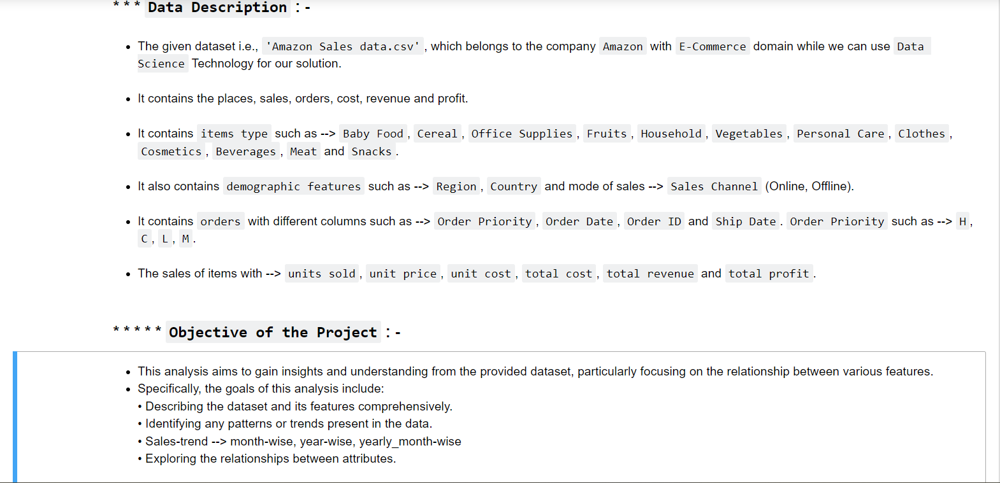 * * * Data Description : -
• The given dataset i.e., 'Amazon Sales data.csv' , which belongs to the company Amazon with E-Commerce domain while we can use Data
Science Technology for our solution.
• It contains the places, sales, orders, cost, revenue and profit.
• It contains items type such as --> Baby Food , Cereal , Office Supplies , Fruits , Household , Vegetables , Personal Care , Clothes ,
Cosmetics , Beverages , Meat and Snacks .
• It also contains demographic features such as --> Region , Country and mode of sales --> Sales Channel (Online, Offline).
• It contains orders with different columns such as --> Order Priority , Order Date , Order ID and Ship Date . Order Priority such as --> H ,
C , L , M .
• The sales of items with --> units sold , unit price , unit cost , total cost , total revenue and total profit .
* * * * * Objective of the Project : -
• This analysis aims to gain insights and understanding from the provided dataset, particularly focusing on the relationship between various features.
• Specifically, the goals of this analysis include:
• Describing the dataset and its features comprehensively.
• Identifying any patterns or trends present in the data.
• Sales-trend --> month-wise, year-wise, yearly_month-wise
• Exploring the relationships between attributes.